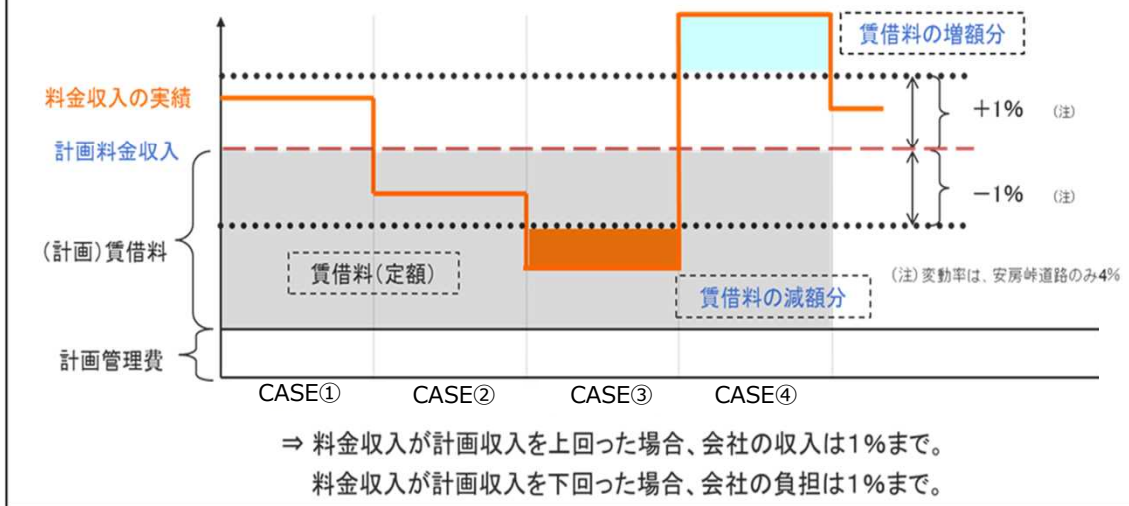 賃借料の増額分
料金収入の実績
+1% (注)
計画料金収入
-1% (注)
(計画)賃借料
賃借料(定額)
賃借料の減額分
(注)変動率は、安房峠道路のみ4%
計画管理費
CASE① CASE② CASE③ CASE④
⇒ 料金収入が計画収入を上回った場合、会社の収入は1%まで。
料金収入が計画収入を下回った場合、会社の負担は1%まで。